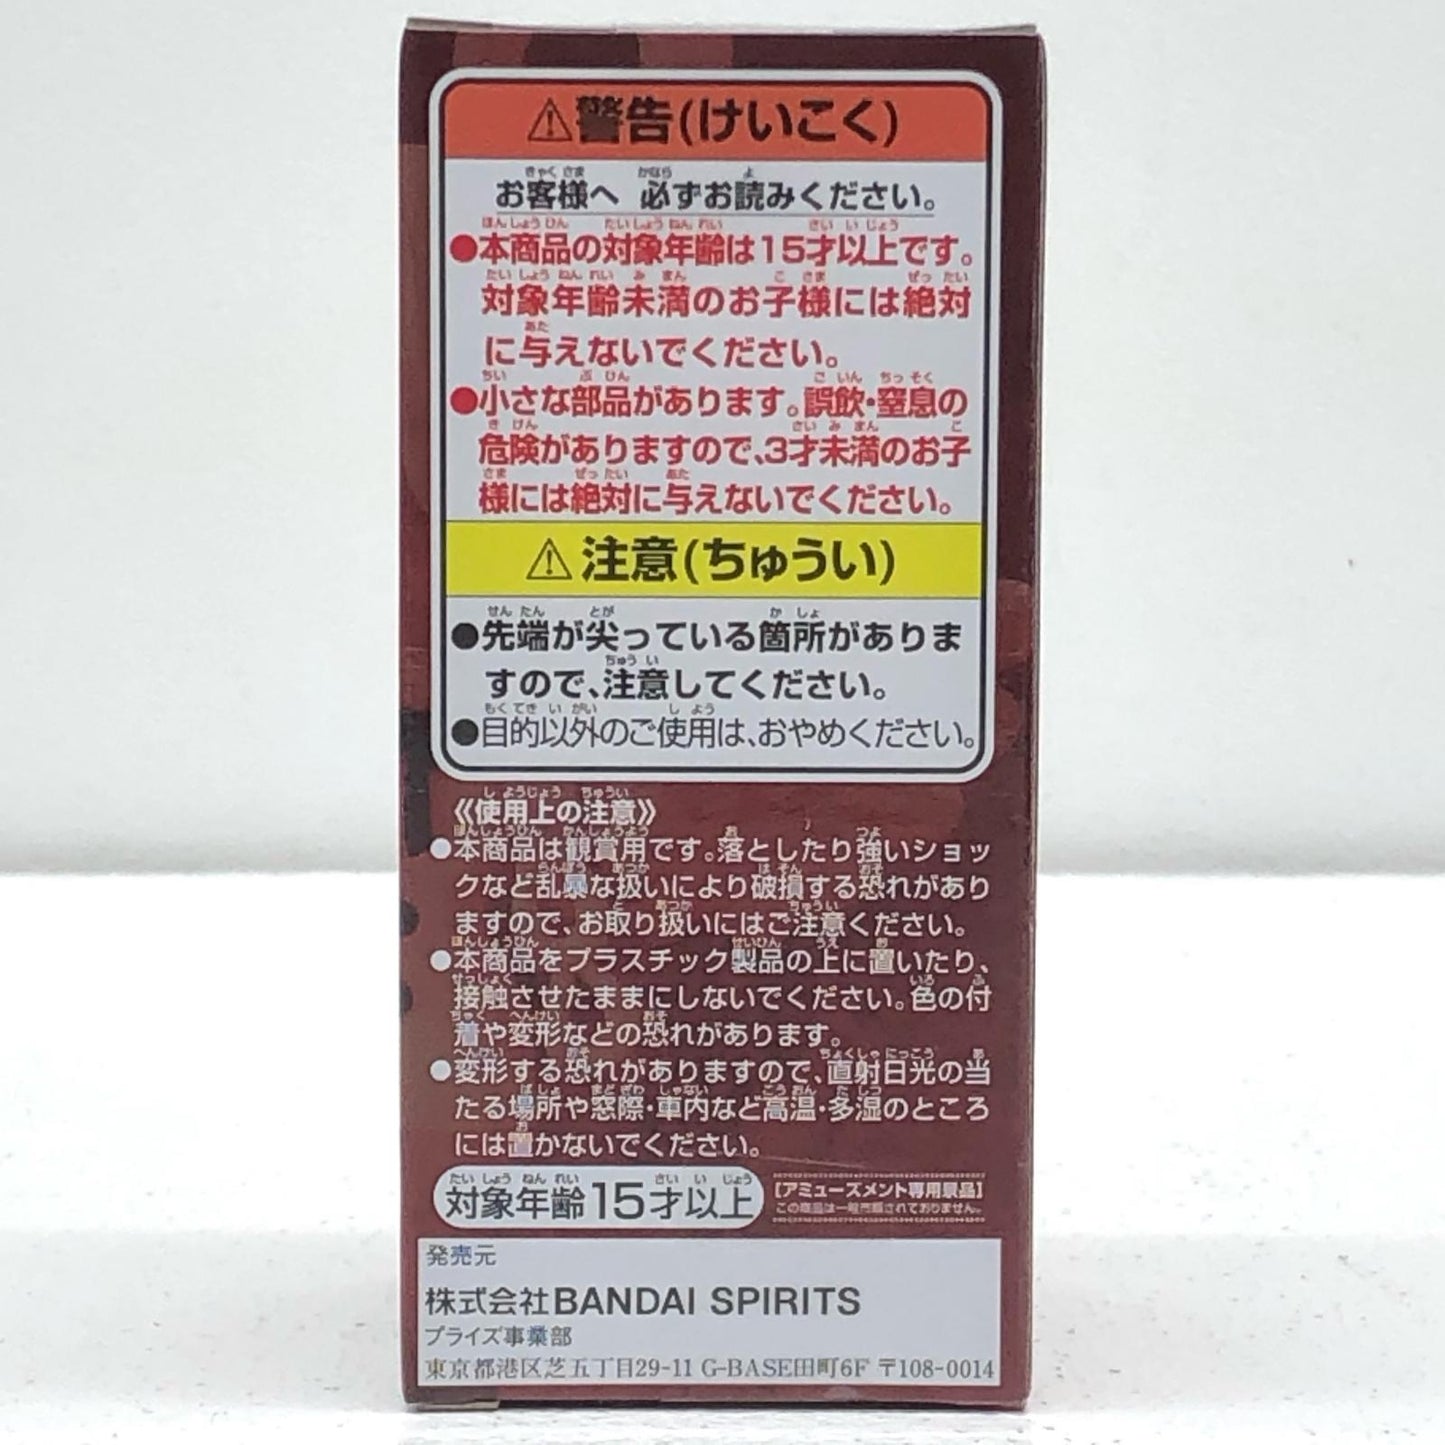 ⚠警告(けいこく)
お客様へ 必ずお読みください。
●本商品の対象年齢は15才以上です。
対象年齢未満のお子様には絶対
に与えないでください。
●小さな部品があります。誤飲・窒息の
危険がありますので、3才未満のお子
様には絶対に与えないでください。
⚠注意(ちゅうい)
●先端が尖っている箇所がありま
すので、注意してください。
●目的以外のご使用は、おやめください。
《使用上の注意》
●本商品は観賞用です。落としたり強いショッ
クなど乱暴な扱いにより破損する恐れがあり
ますので、お取り扱いにはご注意ください。
●本商品をプラスチック製品の上に置いたり、
接触させたままにしないでください。色の付
着や変形などの恐れがあります。
●変形する恐れがありますので、直射日光の当
たる場所や窓際・車内など高温・多湿のところ
には置かないでください。
対象年齢15才以上
[アミューズメント専用景品]
この商品は一般市販されておりません。
発売元
株式会社BANDAI SPIRITS
プライズ事業部
東京都港区芝五丁目29-11 G-BASE田町6F 〒108-0014